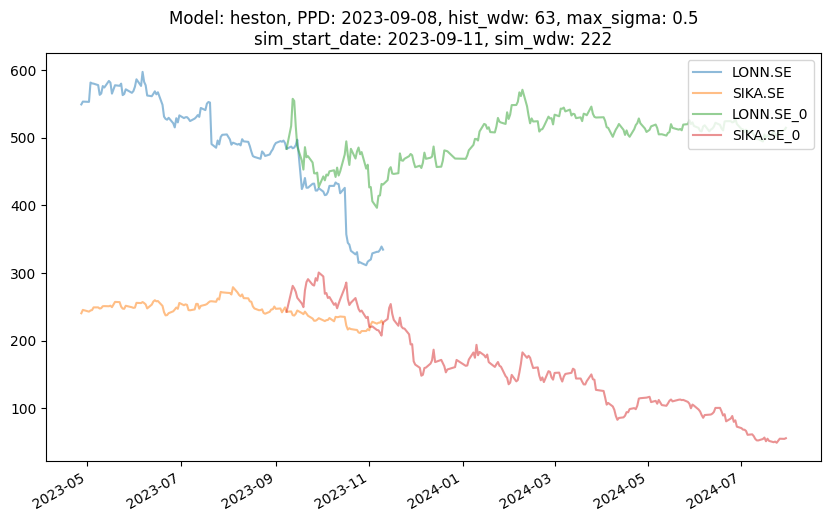 Model: heston, PPD: 2023-09-08, hist_wdw: 63, max_sigma: 0.5
sim_start_date: 2023-09-11, sim_wdw: 222
LONN.SE
SIKA.SE
LONN.SE_0
SIKA.SE_0
600
500
400
300
200
100
2023-05
2023-07
2023-09
2023-11
2024-01
2024-03
2024-05
2024-07